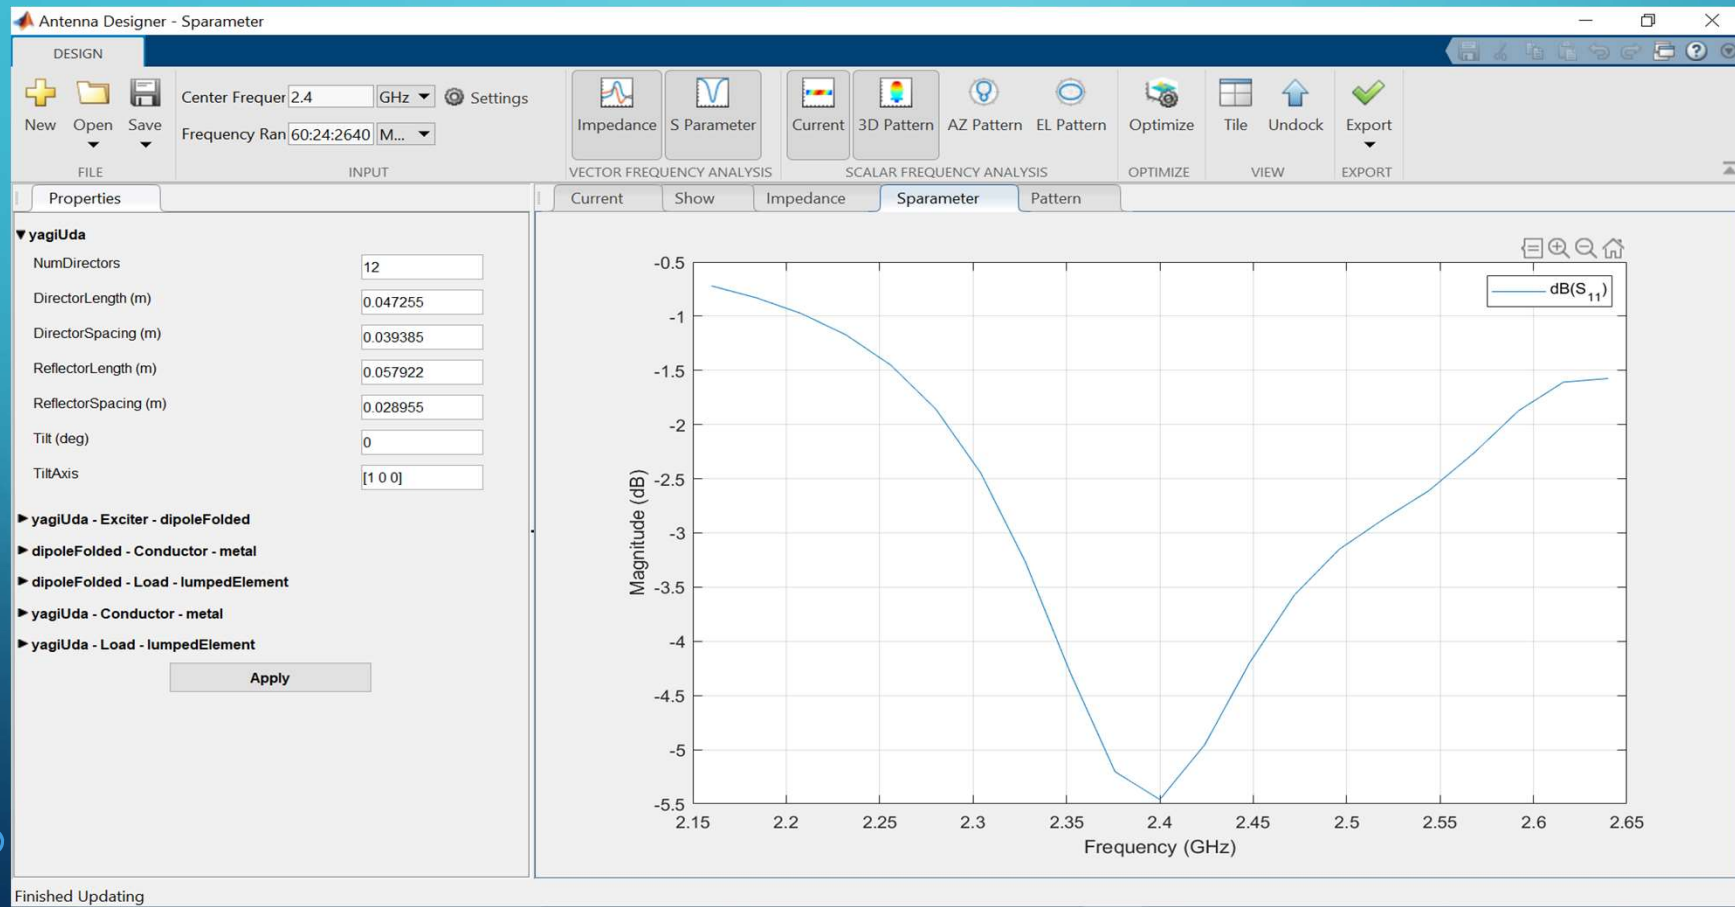 Antenna Designer - Sparameter
DESIGN
New
Open
Save
FILE
Center Frequer 2.4 GHz
Settings
Frequency Ran 60:24:2640 M...
INPUT
Impedance
S Parameter
VECTOR FREQUENCY ANALYSIS
Current
3D Pattern
AZ Pattern
EL Pattern
SCALAR FREQUENCY ANALYSIS
Optimize
OPTIMIZE
Tile
Undock
VIEW
Export
EXPORT
Properties
yagiUda
NumDirectors 12
DirectorLength (m) 0.047255
DirectorSpacing (m) 0.039385
ReflectorLength (m) 0.057922
ReflectorSpacing (m) 0.028955
Tilt (deg) 0
TiltAxis [1 0 0]
yagiUda - Exciter - dipoleFolded
dipoleFolded - Conductor - metal
dipoleFolded - Load - lumpedElement
yagiUda - Conductor - metal
yagiUda - Load - lumpedElement
Apply
Current
Show
Impedance
Sparameter
Pattern
dB(S11)
Magnitude (dB)
-0.5
-1
-1.5
-2
-2.5
-3
-3.5
-4
-4.5
-5
-5.5
2.15 2.2 2.25 2.3 2.35 2.4 2.45 2.5 2.55 2.6 2.65
Frequency (GHz)
Finished Updating